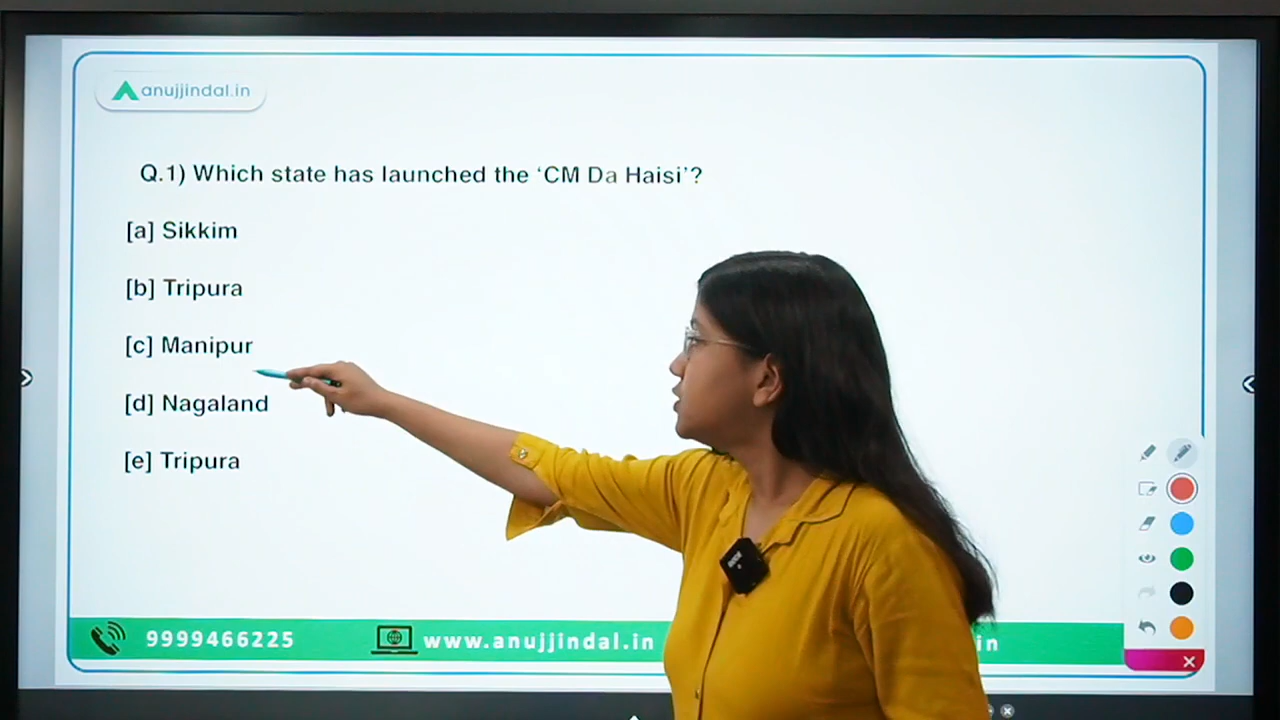 anujjindal.in
Q.1) Which state has launched the ‘CM Da Haisi’?
[a] Sikkim
[b] Tripura
[c] Manipur
[d] Nagaland
[e] Tripura
9999466225 www.anujjindal.in in